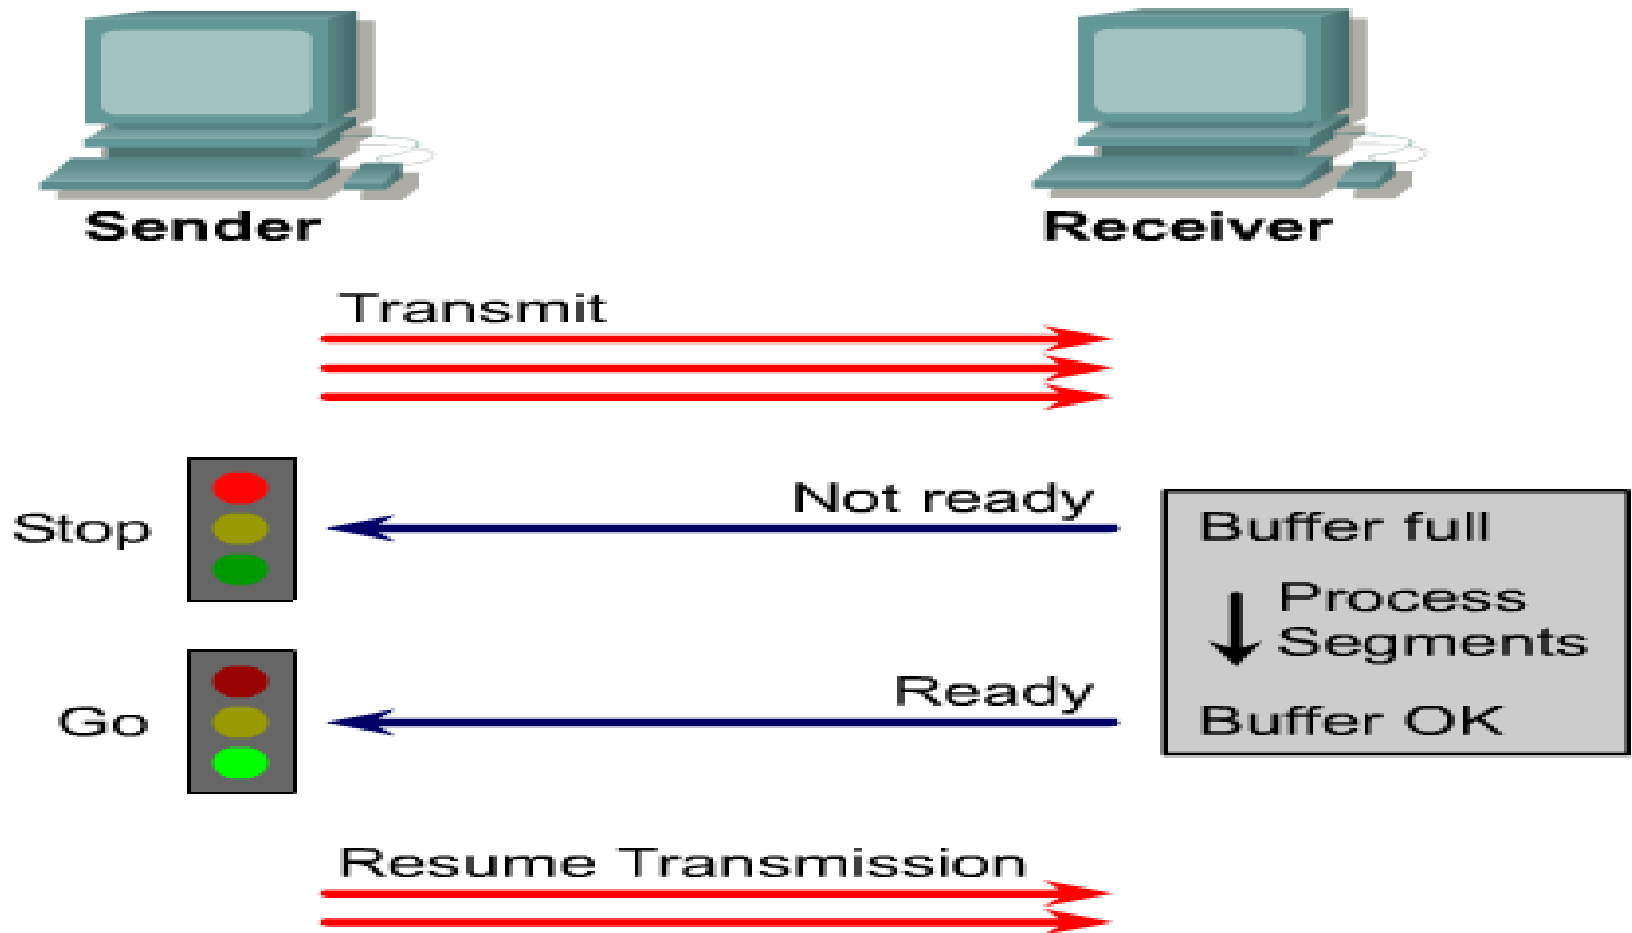 Sender
Receiver
Transmit
Not ready
Stop
Buffer full
Process
Segments
Ready
Go
Buffer OK
Resume Transmission